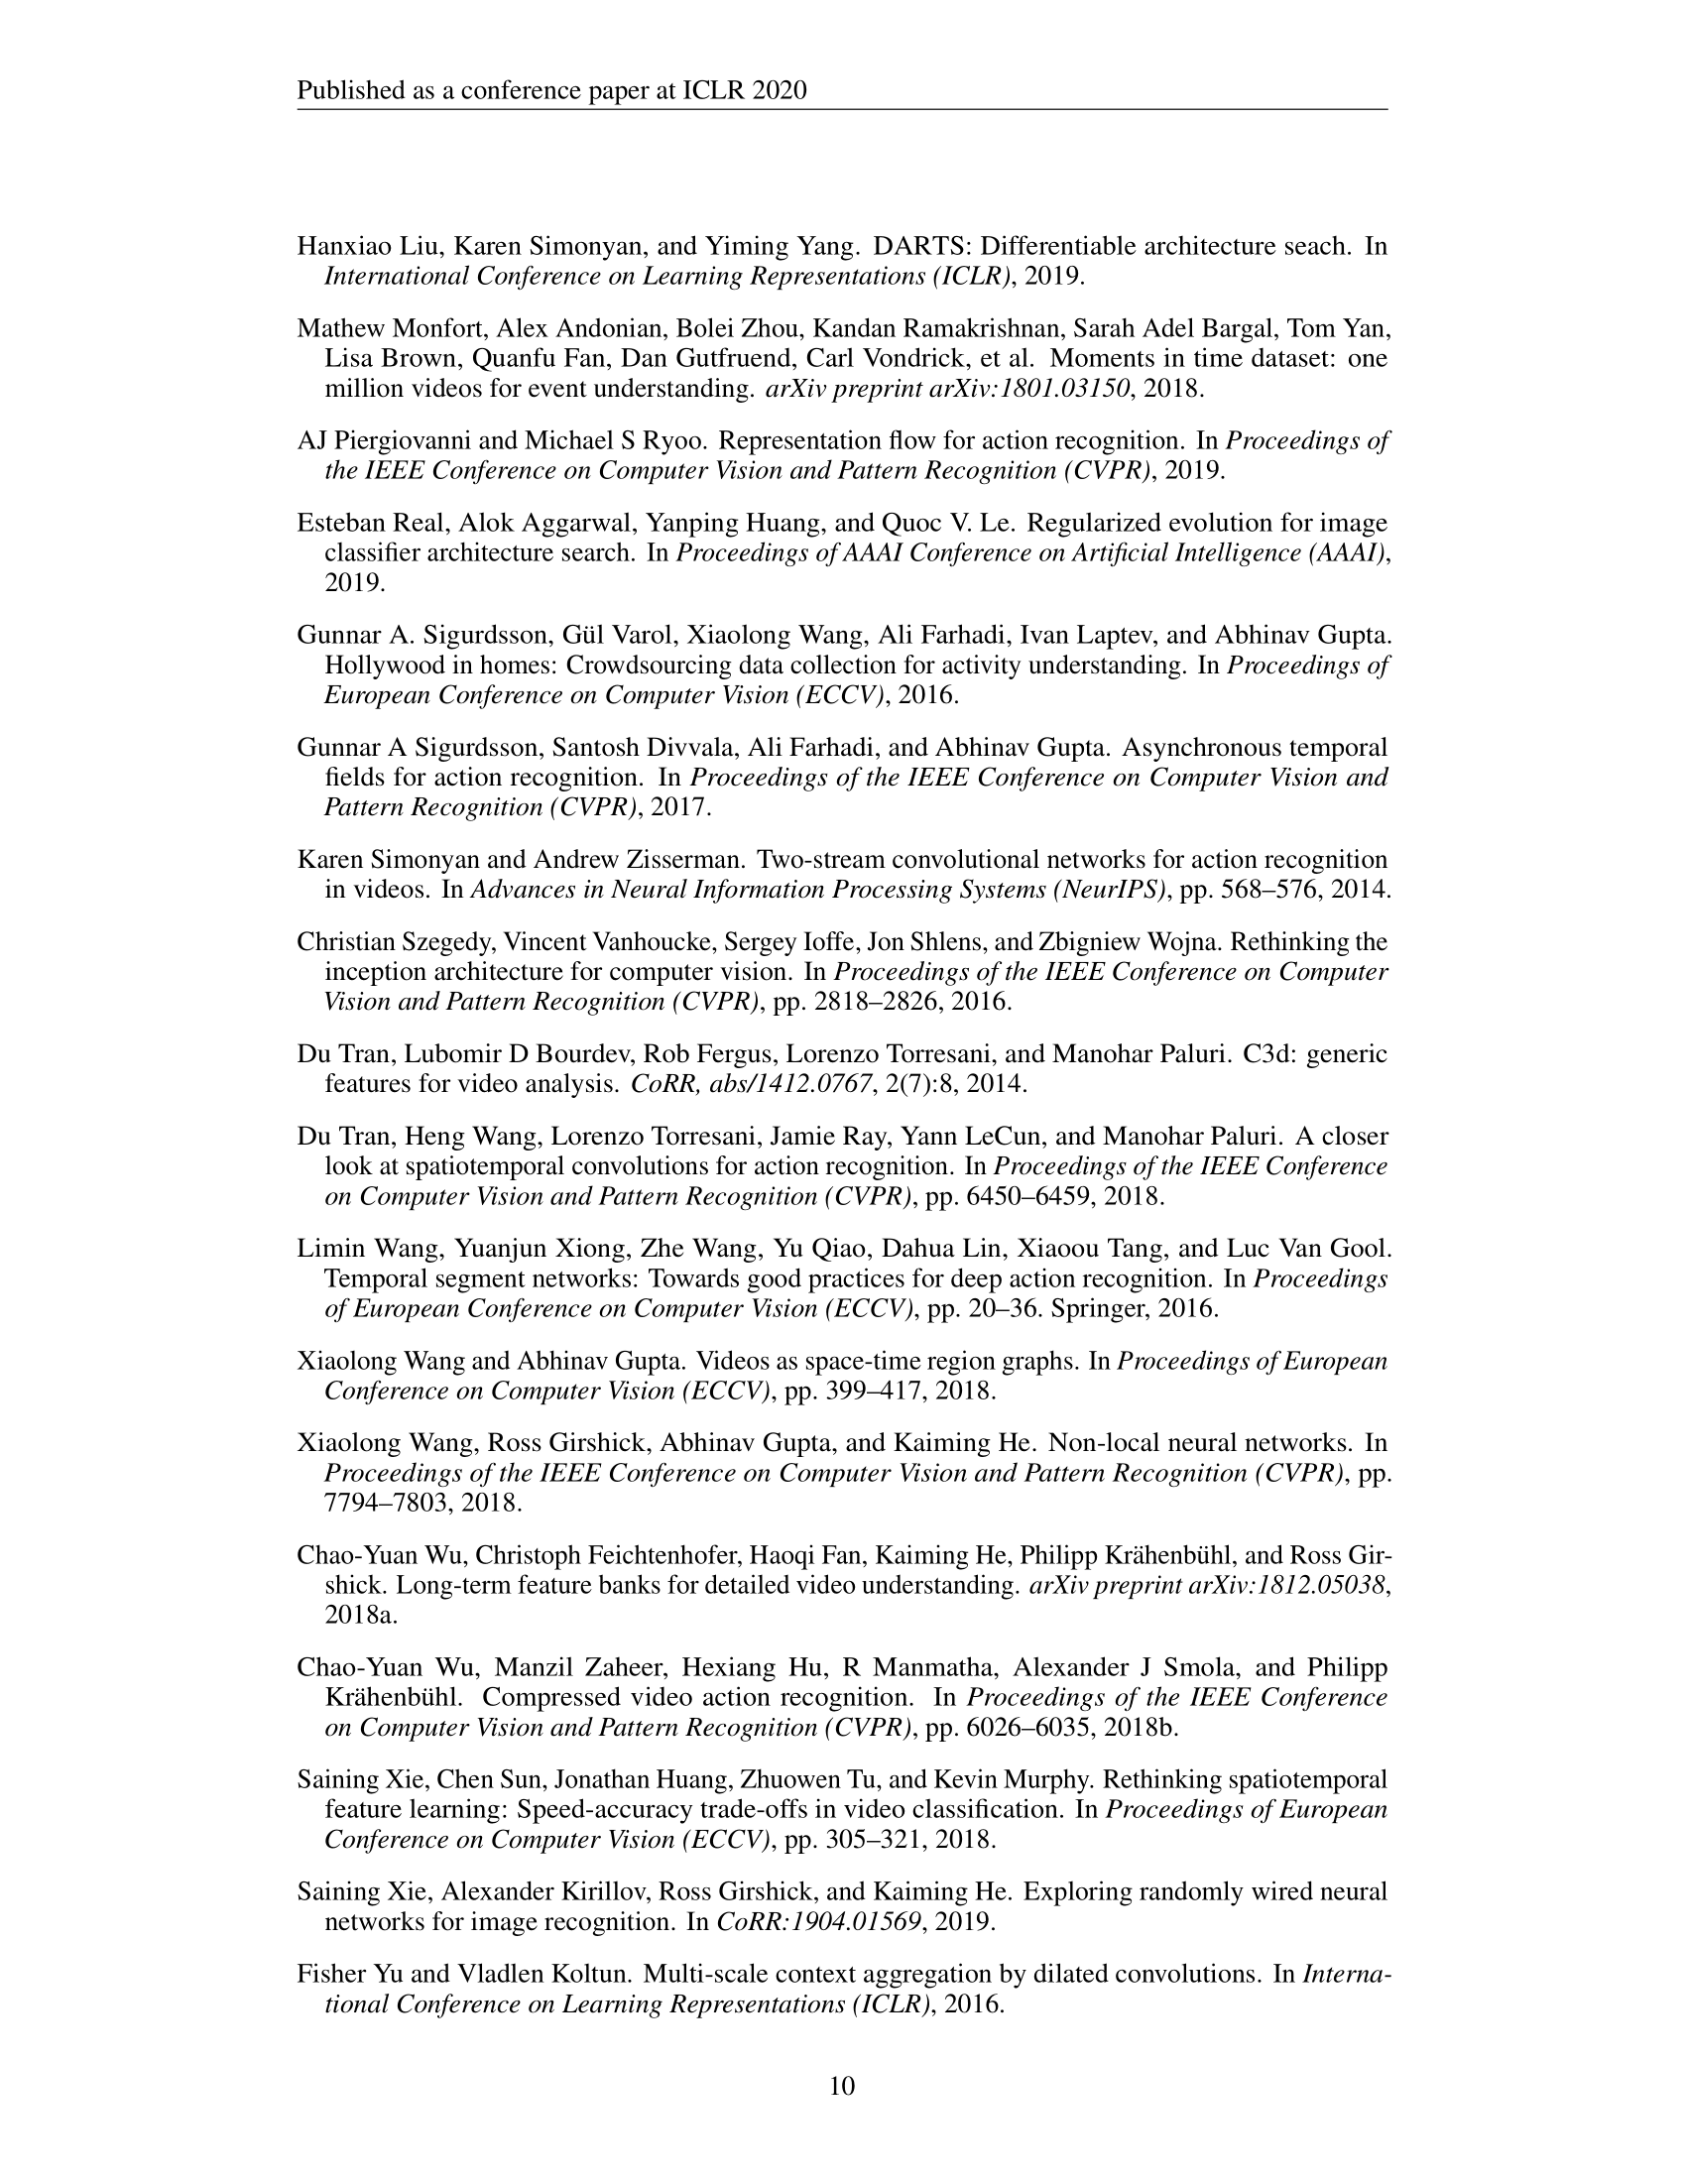 Published as a conference paper at ICLR 2020
Hanxiao Liu, Karen Simonyan, and Yiming Yang. DARTS: Differentiable architecture seach. In
International Conference on Learning Representations (ICLR), 2019.
Mathew Monfort, Alex Andonian, Bolei Zhou, Kandan Ramakrishnan, Sarah Adel Bargal, Tom Yan,
Lisa Brown, Quanfu Fan, Dan Gutfruend, Carl Vondrick, et al. Moments in time dataset: one
million videos for event understanding. arXiv preprint arXiv:1801.03150, 2018.
AJ Piergiovanni and Michael S Ryoo. Representation flow for action recognition. In Proceedings of
the IEEE Conference on Computer Vision and Pattern Recognition (CVPR), 2019.
Esteban Real, Alok Aggarwal, Yanping Huang, and Quoc V. Le. Regularized evolution for image
classifier architecture search. In Proceedings of AAAI Conference on Artificial Intelligence (AAAI),
2019.
Gunnar A. Sigurdsson, Gül Varol, Xiaolong Wang, Ali Farhadi, Ivan Laptev, and Abhinav Gupta.
Hollywood in homes: Crowdsourcing data collection for activity understanding. In Proceedings of
European Conference on Computer Vision (ECCV), 2016.
Gunnar A Sigurdsson, Santosh Divvala, Ali Farhadi, and Abhinav Gupta. Asynchronous temporal
fields for action recognition. In Proceedings of the IEEE Conference on Computer Vision and
Pattern Recognition (CVPR), 2017.
Karen Simonyan and Andrew Zisserman. Two-stream convolutional networks for action recognition
in videos. In Advances in Neural Information Processing Systems (NeurIPS), pp. 568–576, 2014.
Christian Szegedy, Vincent Vanhoucke, Sergey Ioffe, Jon Shlens, and Zbigniew Wojna. Rethinking the
inception architecture for computer vision. In Proceedings of the IEEE Conference on Computer
Vision and Pattern Recognition (CVPR), pp. 2818–2826, 2016.
Du Tran, Lubomir D Bourdev, Rob Fergus, Lorenzo Torresani, and Manohar Paluri. C3d: generic
features for video analysis. CoRR, abs/1412.0767, 2(7):8, 2014.
Du Tran, Heng Wang, Lorenzo Torresani, Jamie Ray, Yann LeCun, and Manohar Paluri. A closer
look at spatiotemporal convolutions for action recognition. In Proceedings of the IEEE Conference
on Computer Vision and Pattern Recognition (CVPR), pp. 6450–6459, 2018.
Limin Wang, Yuanjun Xiong, Zhe Wang, Yu Qiao, Dahua Lin, Xiaoou Tang, and Luc Van Gool.
Temporal segment networks: Towards good practices for deep action recognition. In Proceedings
of European Conference on Computer Vision (ECCV), pp. 20–36. Springer, 2016.
Xiaolong Wang and Abhinav Gupta. Videos as space-time region graphs. In Proceedings of European
Conference on Computer Vision (ECCV), pp. 399–417, 2018.
Xiaolong Wang, Ross Girshick, Abhinav Gupta, and Kaiming He. Non-local neural networks. In
Proceedings of the IEEE Conference on Computer Vision and Pattern Recognition (CVPR), pp.
7794–7803, 2018.
Chao-Yuan Wu, Christoph Feichtenhofer, Haoqi Fan, Kaiming He, Philipp Krähenbühl, and Ross Gir-
shick. Long-term feature banks for detailed video understanding. arXiv preprint arXiv:1812.05038,
2018a.
Chao-Yuan Wu, Manzil Zaheer, Hexiang Hu, R Manmatha, Alexander J Smola, and Philipp
Krähenbühl. Compressed video action recognition. In Proceedings of the IEEE Conference
on Computer Vision and Pattern Recognition (CVPR), pp. 6026–6035, 2018b.
Saining Xie, Chen Sun, Jonathan Huang, Zhuowen Tu, and Kevin Murphy. Rethinking spatiotemporal
feature learning: Speed-accuracy trade-offs in video classification. In Proceedings of European
Conference on Computer Vision (ECCV), pp. 305–321, 2018.
Saining Xie, Alexander Kirillov, Ross Girshick, and Kaiming He. Exploring randomly wired neural
networks for image recognition. In CoRR:1904.01569, 2019.
Fisher Yu and Vladlen Koltun. Multi-scale context aggregation by dilated convolutions. In Interna-
tional Conference on Learning Representations (ICLR), 2016.
10